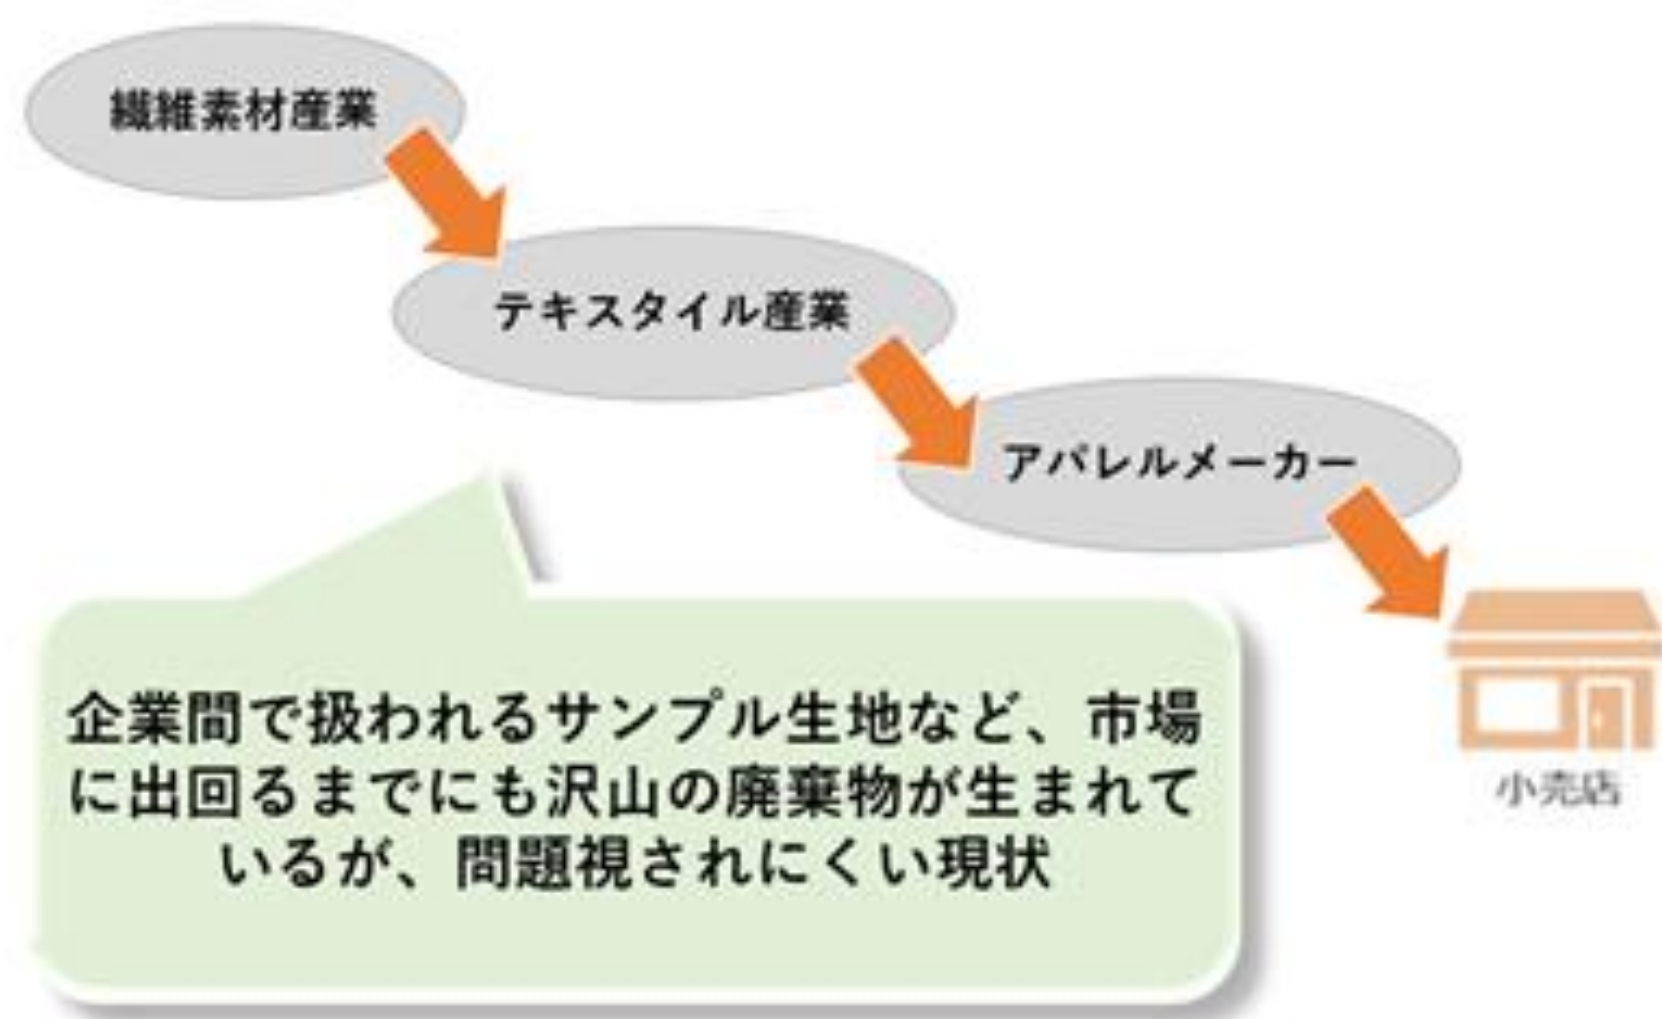 繊維素材産業
テキスタイル産業
アパレルメーカー
小売店
企業間で扱われるサンプル生地など、市場
に出回るまでにも沢山の廃棄物が生まれて
いるが、問題視されにくい現状